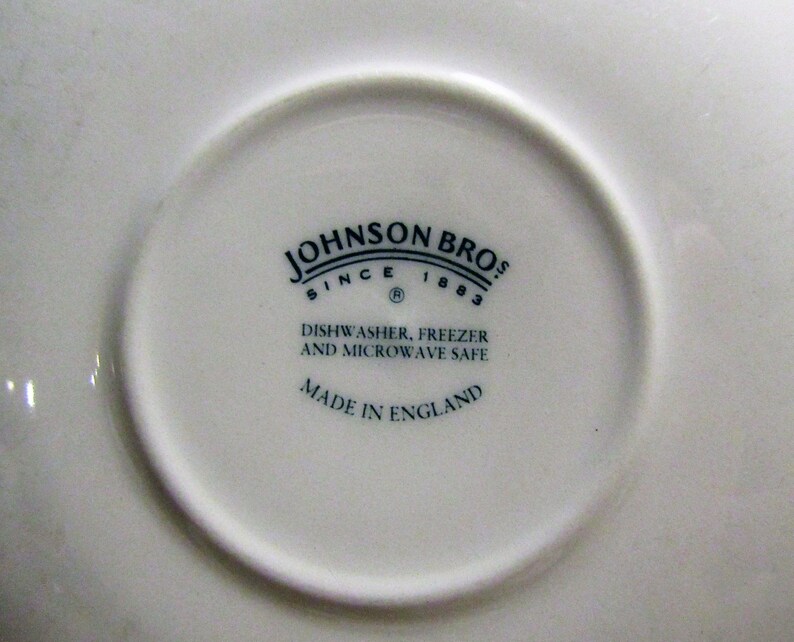 JOHNSON BROS.
SINCE 1883
®
DISHWASHER, FREEZER
AND MICROWAVE SAFE
MADE IN ENGLAND